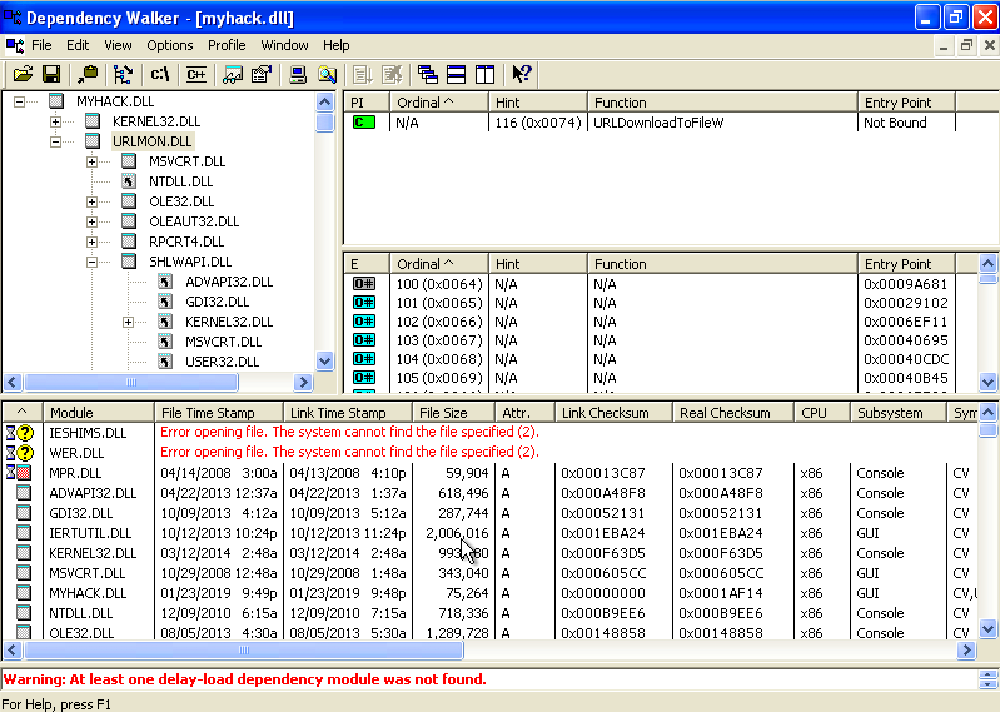 Dependency Walker - [myhack.dll]
File Edit View Options Profile Window Help
C:\ C++
MYHACK.DLL
KERNEL32.DLL
URLMON.DLL
MSVCRT.DLL
NTDLL.DLL
OLE32.DLL
OLEAUT32.DLL
RPCRT4.DLL
SHLWAPI.DLL
ADVAPI32.DLL
GDI32.DLL
KERNEL32.DLL
MSVCRT.DLL
USER32.DLL
PI Ordinal ^ Hint Function Entry Point
C N/A 116 (0x0074) URLDownloadToFileW Not Bound
E Ordinal ^ Hint Function Entry Point
O# 100 (0x0064) N/A N/A 0x0009A681
O# 101 (0x0065) N/A N/A 0x00029102
O# 102 (0x0066) N/A N/A 0x0006EF11
O# 103 (0x0067) N/A N/A 0x00040695
O# 104 (0x0068) N/A N/A 0x00040CDC
O# 105 (0x0069) N/A N/A 0x00040B45
^ Module File Time Stamp Link Time Stamp File Size Attr. Link Checksum Real Checksum CPU Subsystem Sym
IESHIMS.DLL Error opening file. The system cannot find the file specified (2).
WER.DLL Error opening file. The system cannot find the file specified (2).
MPR.DLL 04/14/2008 3:00a 04/13/2008 4:10p 59,904 A 0x00013C87 0x00013C87 x86 Console CV
ADVAPI32.DLL 04/22/2013 12:37a 04/22/2013 1:37a 618,496 A 0x000A48F8 0x000A48F8 x86 Console CV
GDI32.DLL 10/09/2013 4:12a 10/09/2013 5:12a 287,744 A 0x00052131 0x00052131 x86 Console CV
IERTUTIL.DLL 10/12/2013 10:24p 10/12/2013 11:24p 2,006,016 A 0x001EBA24 0x001EBA24 x86 GUI CV
KERNEL32.DLL 03/12/2014 2:48a 03/12/2014 2:48a A 0x000F63D5 0x000F63D5 x86 Console CV
MSVCRT.DLL 10/29/2008 12:48a 10/29/2008 1:48a 343,040 A 0x000605CC 0x000605CC x86 GUI CV
MYHACK.DLL 01/23/2019 9:49p 01/23/2019 9:48p 75,264 A 0x00000000 0x0001AF14 x86 GUI CV,
NTDLL.DLL 12/09/2010 6:15a 12/09/2010 7:15a 718,336 A 0x000B9EE6 0x000B9EE6 x86 Console CV
OLE32.DLL 08/05/2013 4:30a 08/05/2013 5:30a 1,289,728 A 0x00148858 0x00148858 x86 Console CV
Warning: At least one delay-load dependency module was not found.
For Help, press F1